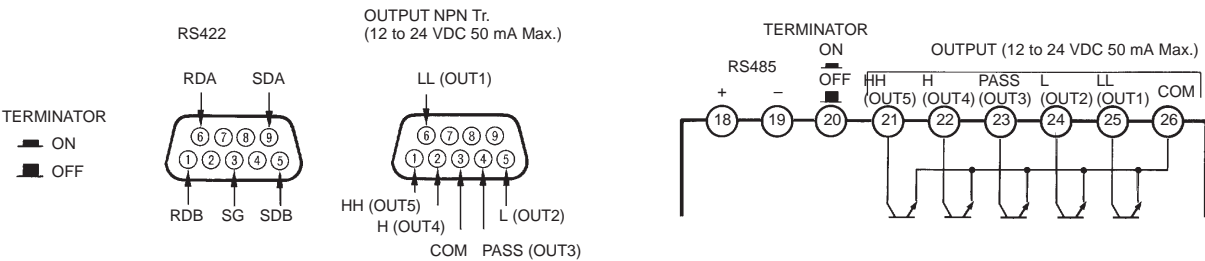 RS422
OUTPUT NPN Tr.
(12 to 24 VDC 50 mA Max.)
RDA SDA
LL (OUT1)
TERMINATOR
ON
OFF
6 7 8 9
1 2 3 4 5
RDB SG SDB
6 7 8 9
1 2 3 4 5
HH (OUT5)
H (OUT4)
COM
PASS (OUT3)
L (OUT2)
TERMINATOR
ON
OFF
RS485
+ –
OUTPUT (12 to 24 VDC 50 mA Max.)
HH H PASS L LL COM
(OUT5) (OUT4) (OUT3) (OUT2) (OUT1)
18 19 20 21 22 23 24 25 26